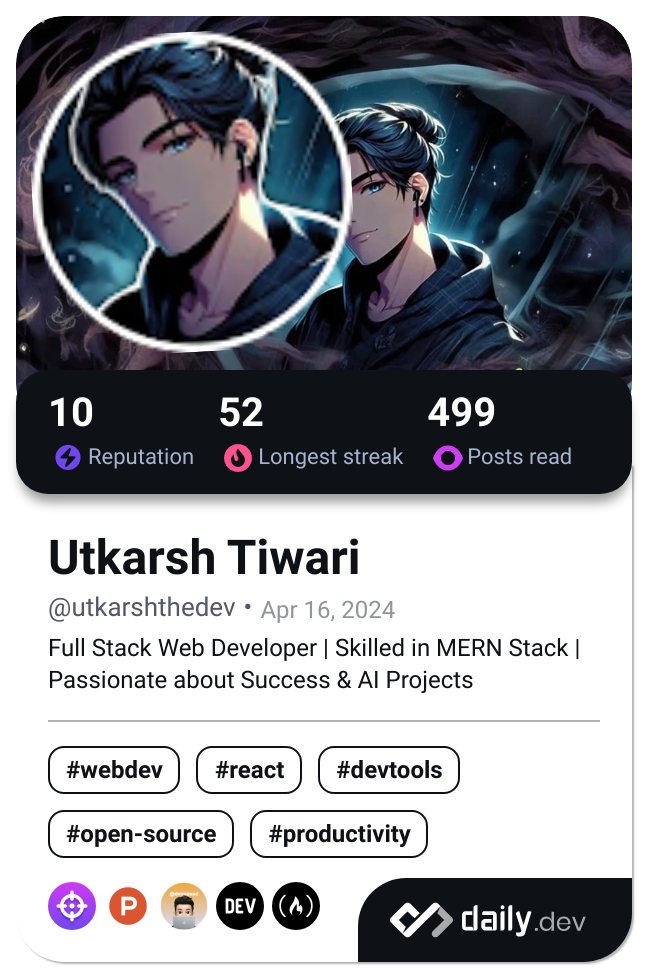 10 52 499
Reputation Longest streak Posts read
Utkarsh Tiwari
@utkarshthedev • Apr 16, 2024
Full Stack Web Developer | Skilled in MERN Stack |
Passionate about Success & AI Projects
#webdev #react #devtools
#open-source #productivity
P DEV
daily.dev